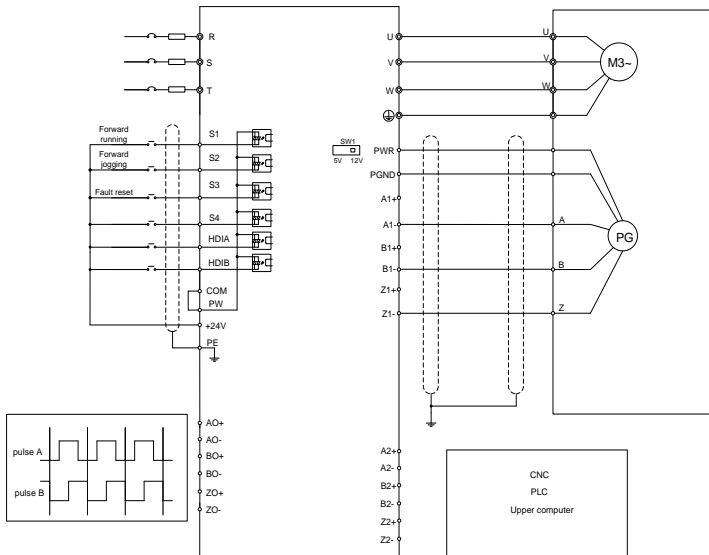 R
S
T
Forward
running
Forward
jogging
Fault reset
S1
S2
S3
S4
HDIA
HDIB
COM
PW
+24V
PE
pulse A
pulse B
AO+
AO-
BO+
BO-
ZO+
ZO-
U
V
W
SW1
5V 12V
PWR
PGND
A1+
A1-
B1+
B1-
Z1+
Z1-
A2+
A2-
B2+
B2-
Z2+
Z2-
U
V
W
M3~
A
B
Z
PG
CNC
PLC
Upper computer